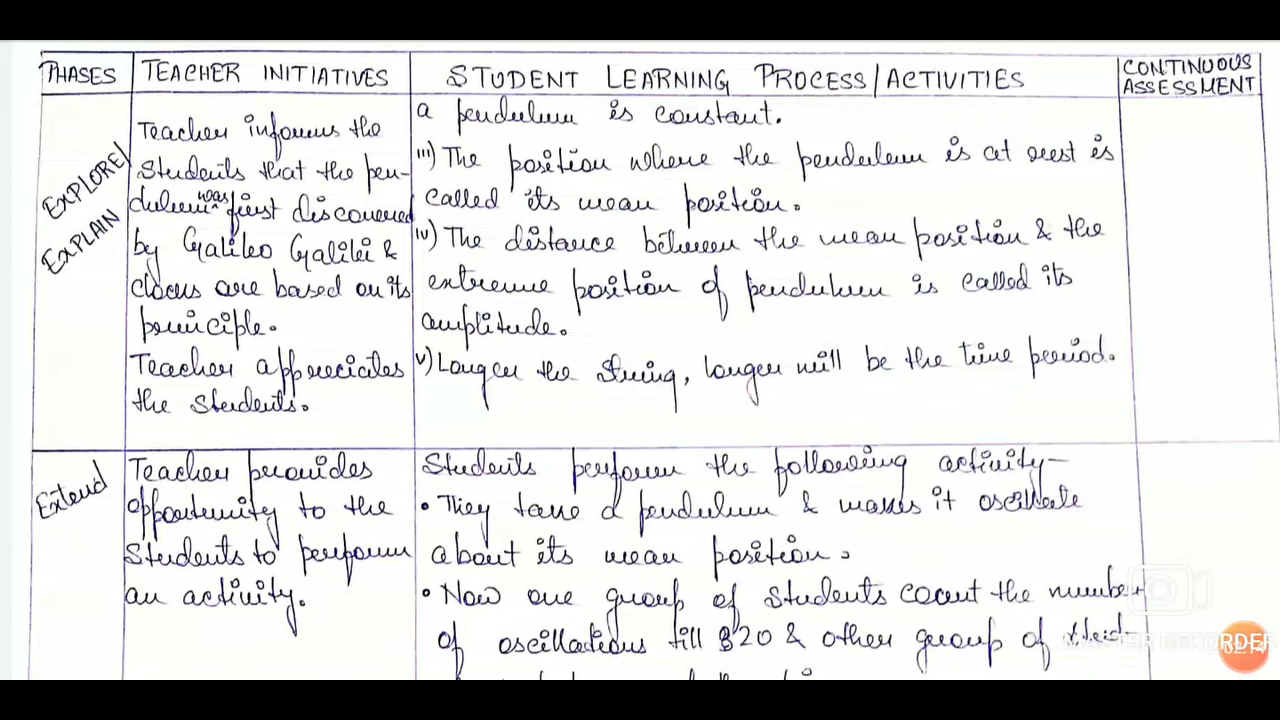 PHASES
TEACHER INITIATIVES
STUDENT LEARNING PROCESS/ACTIVITIES
CONTINUOUS
ASSESSMENT
EXPLORE/
EXPLAIN
Teacher informs the
Students that the pen-
dulum was first discovered
by Galileo Galilei &
clocks are based on its
principle.
Teacher appreciates
the students.
a pendulum is constant.
iii) The position where the pendulum is at rest is
called its mean position.
iv) The distance between the mean position & the
extreme position of pendulum is called its
amplitude.
v) Longer the string, longer will be the time period.
Extend
Teacher provides
opportunity to the
Students to perform
an activity.
Students perform the following activity-
• They take a pendulum & makes it oscillate
about its mean position.
• Now one group of students count the number
of oscillations till 20 & other group of
MASTER RECORDER
02:14